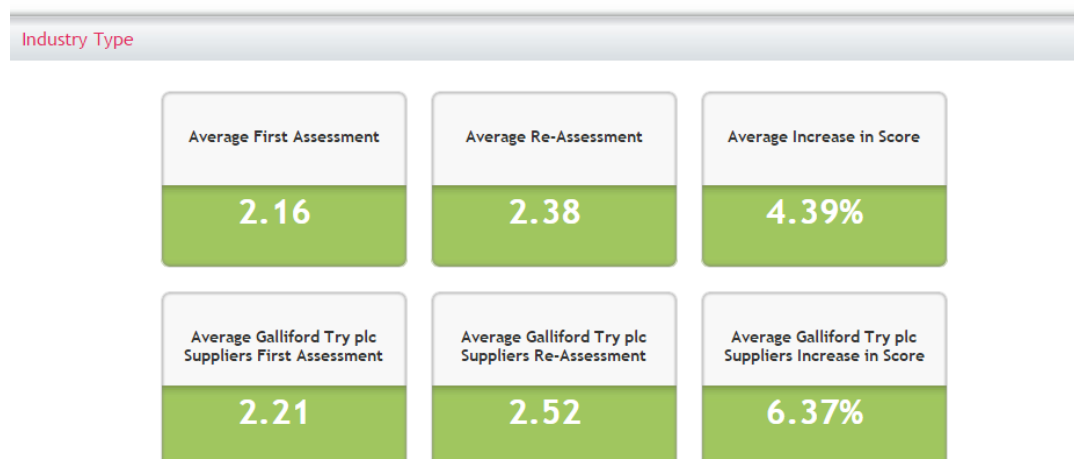 Industry Type
Average First Assessment
Average Re-Assessment
Average Increase in Score
2.16
2.38
4.39%
Average Galliford Try plc
Suppliers First Assessment
Average Galliford Try plc
Suppliers Re-Assessment
Average Galliford Try plc
Suppliers Increase in Score
2.21
2.52
6.37%